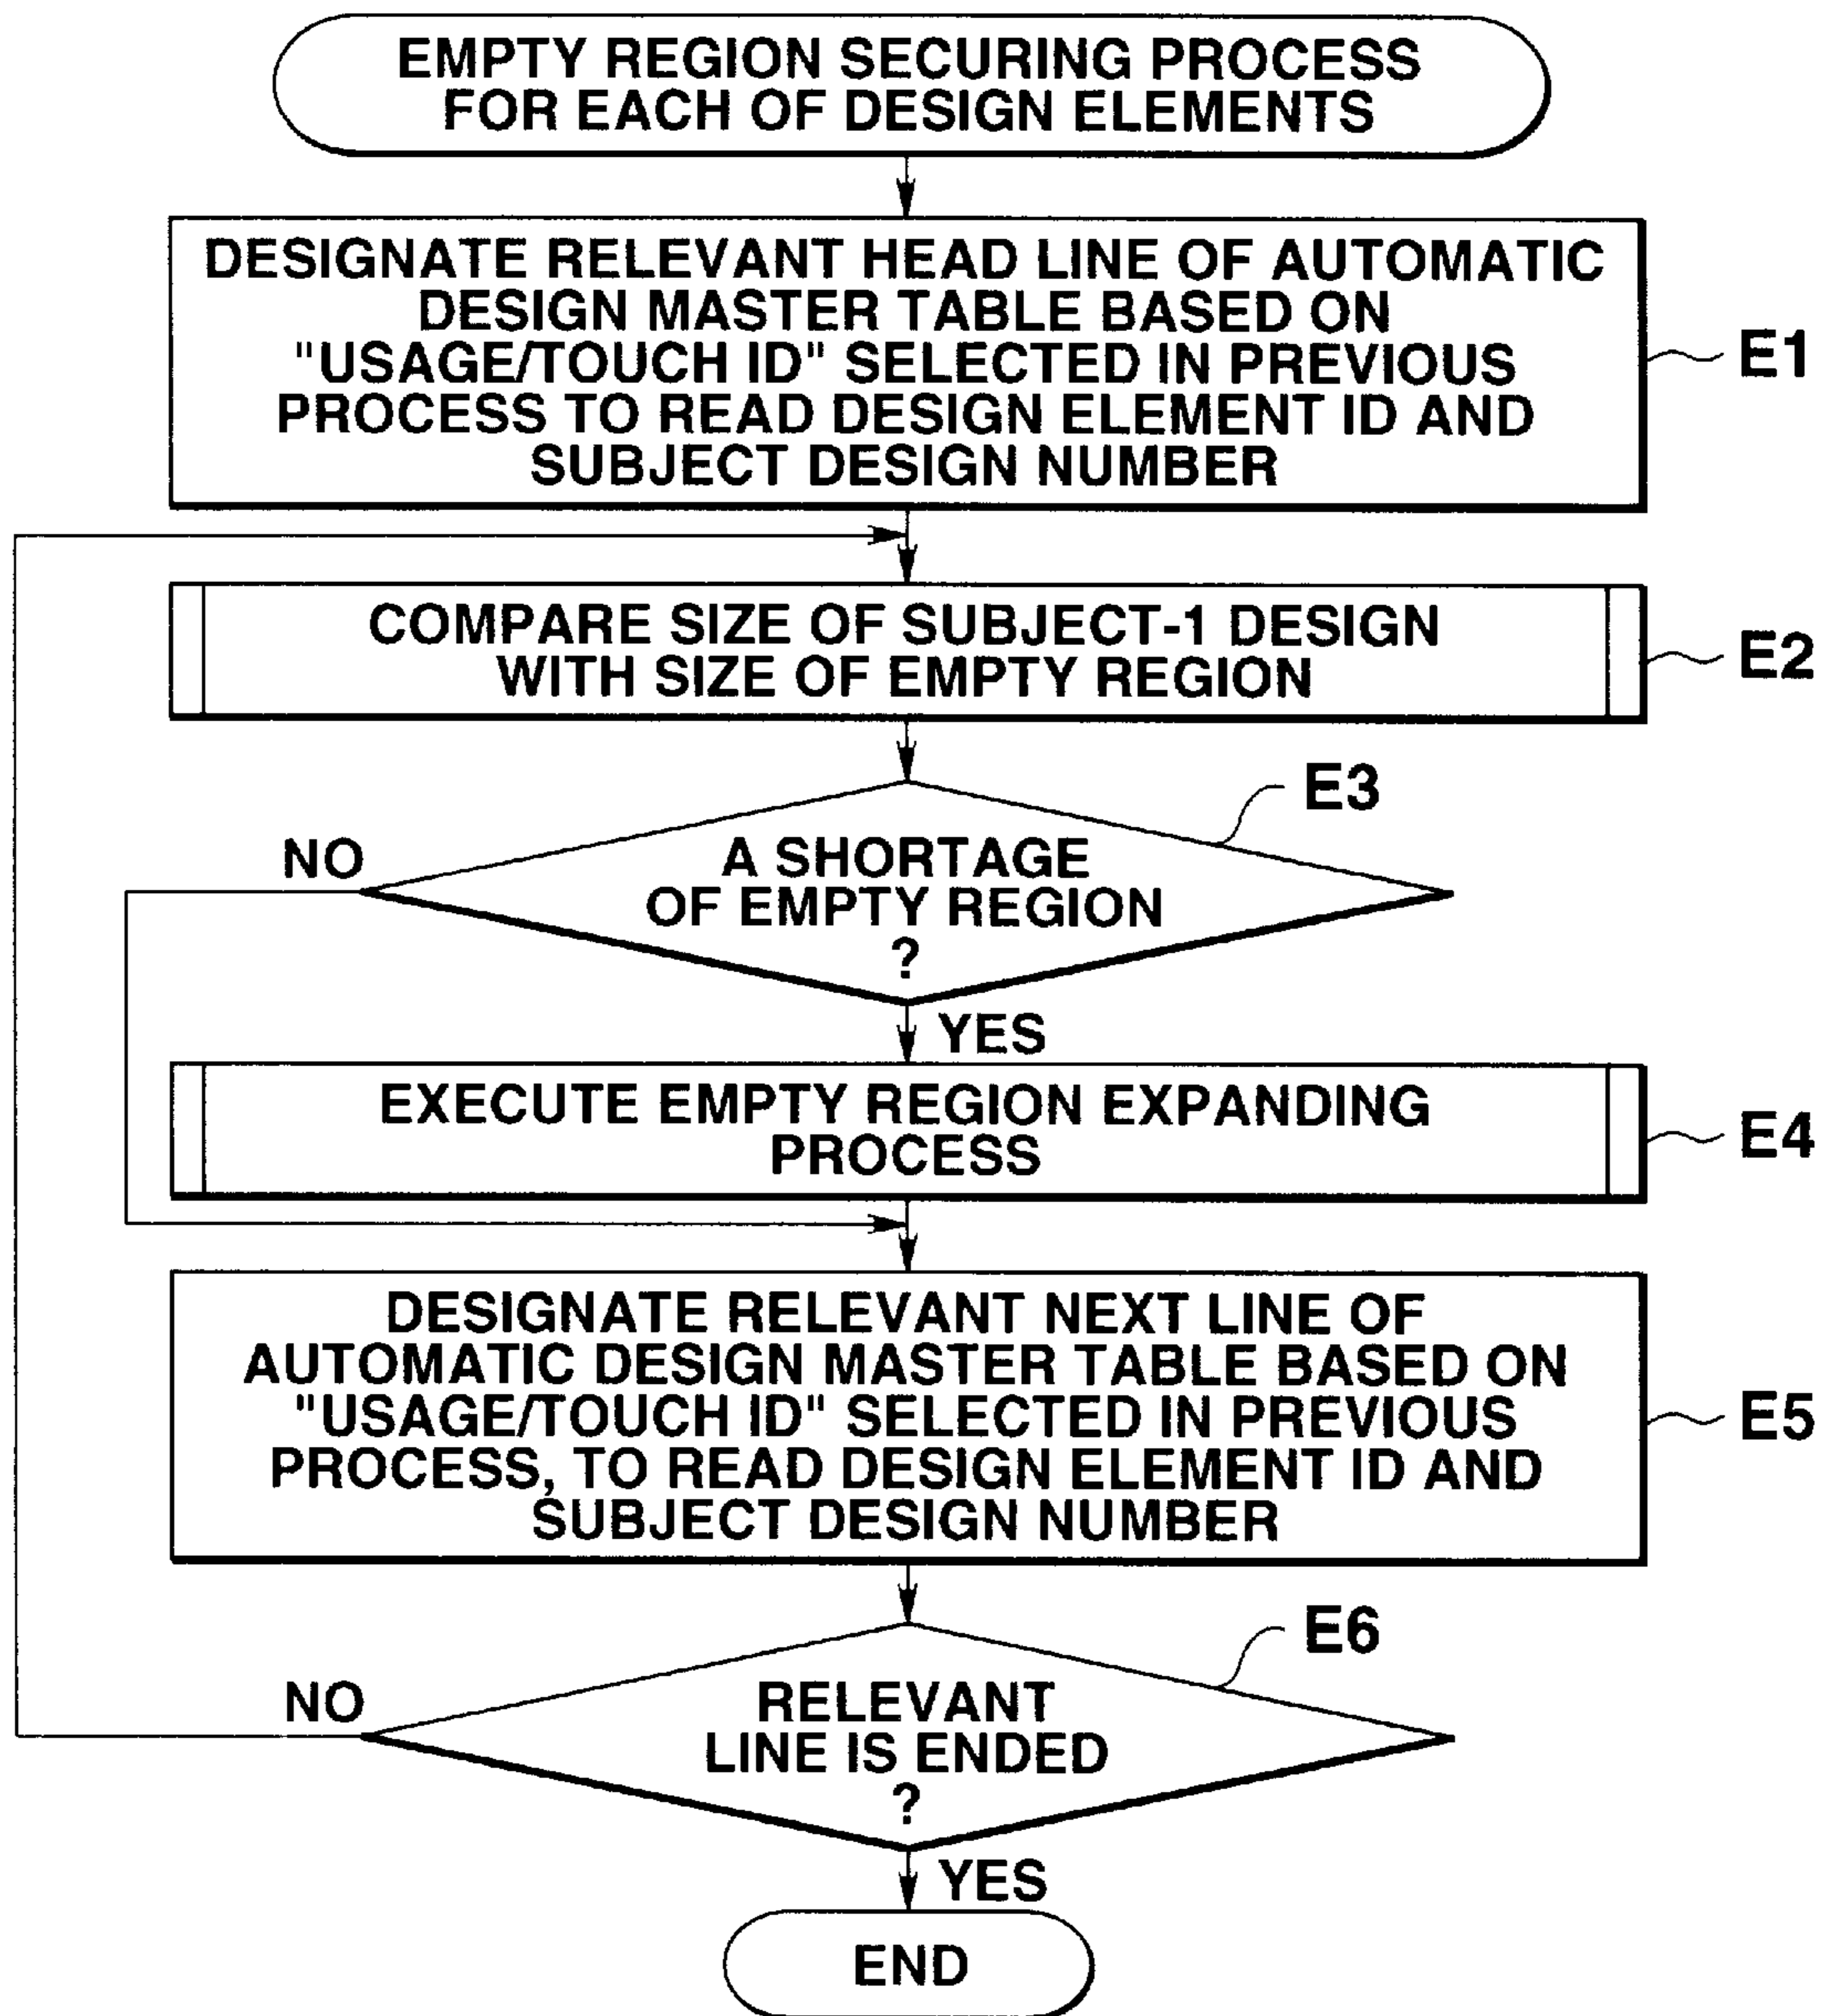 EMPTY REGION SECURING PROCESS
FOR EACH OF DESIGN ELEMENTS
DESIGNATE RELEVANT HEAD LINE OF AUTOMATIC
DESIGN MASTER TABLE BASED ON
"USAGE/TOUCH ID" SELECTED IN PREVIOUS
PROCESS TO READ DESIGN ELEMENT ID AND
SUBJECT DESIGN NUMBER
E1
COMPARE SIZE OF SUBJECT-1 DESIGN
WITH SIZE OF EMPTY REGION
E2
E3
NO
A SHORTAGE
OF EMPTY REGION
?
YES
EXECUTE EMPTY REGION EXPANDING
PROCESS
E4
DESIGNATE RELEVANT NEXT LINE OF
AUTOMATIC DESIGN MASTER TABLE BASED ON
"USAGE/TOUCH ID" SELECTED IN PREVIOUS
PROCESS, TO READ DESIGN ELEMENT ID AND
SUBJECT DESIGN NUMBER
E5
E6
NO
RELEVANT
LINE IS ENDED
?
YES
END